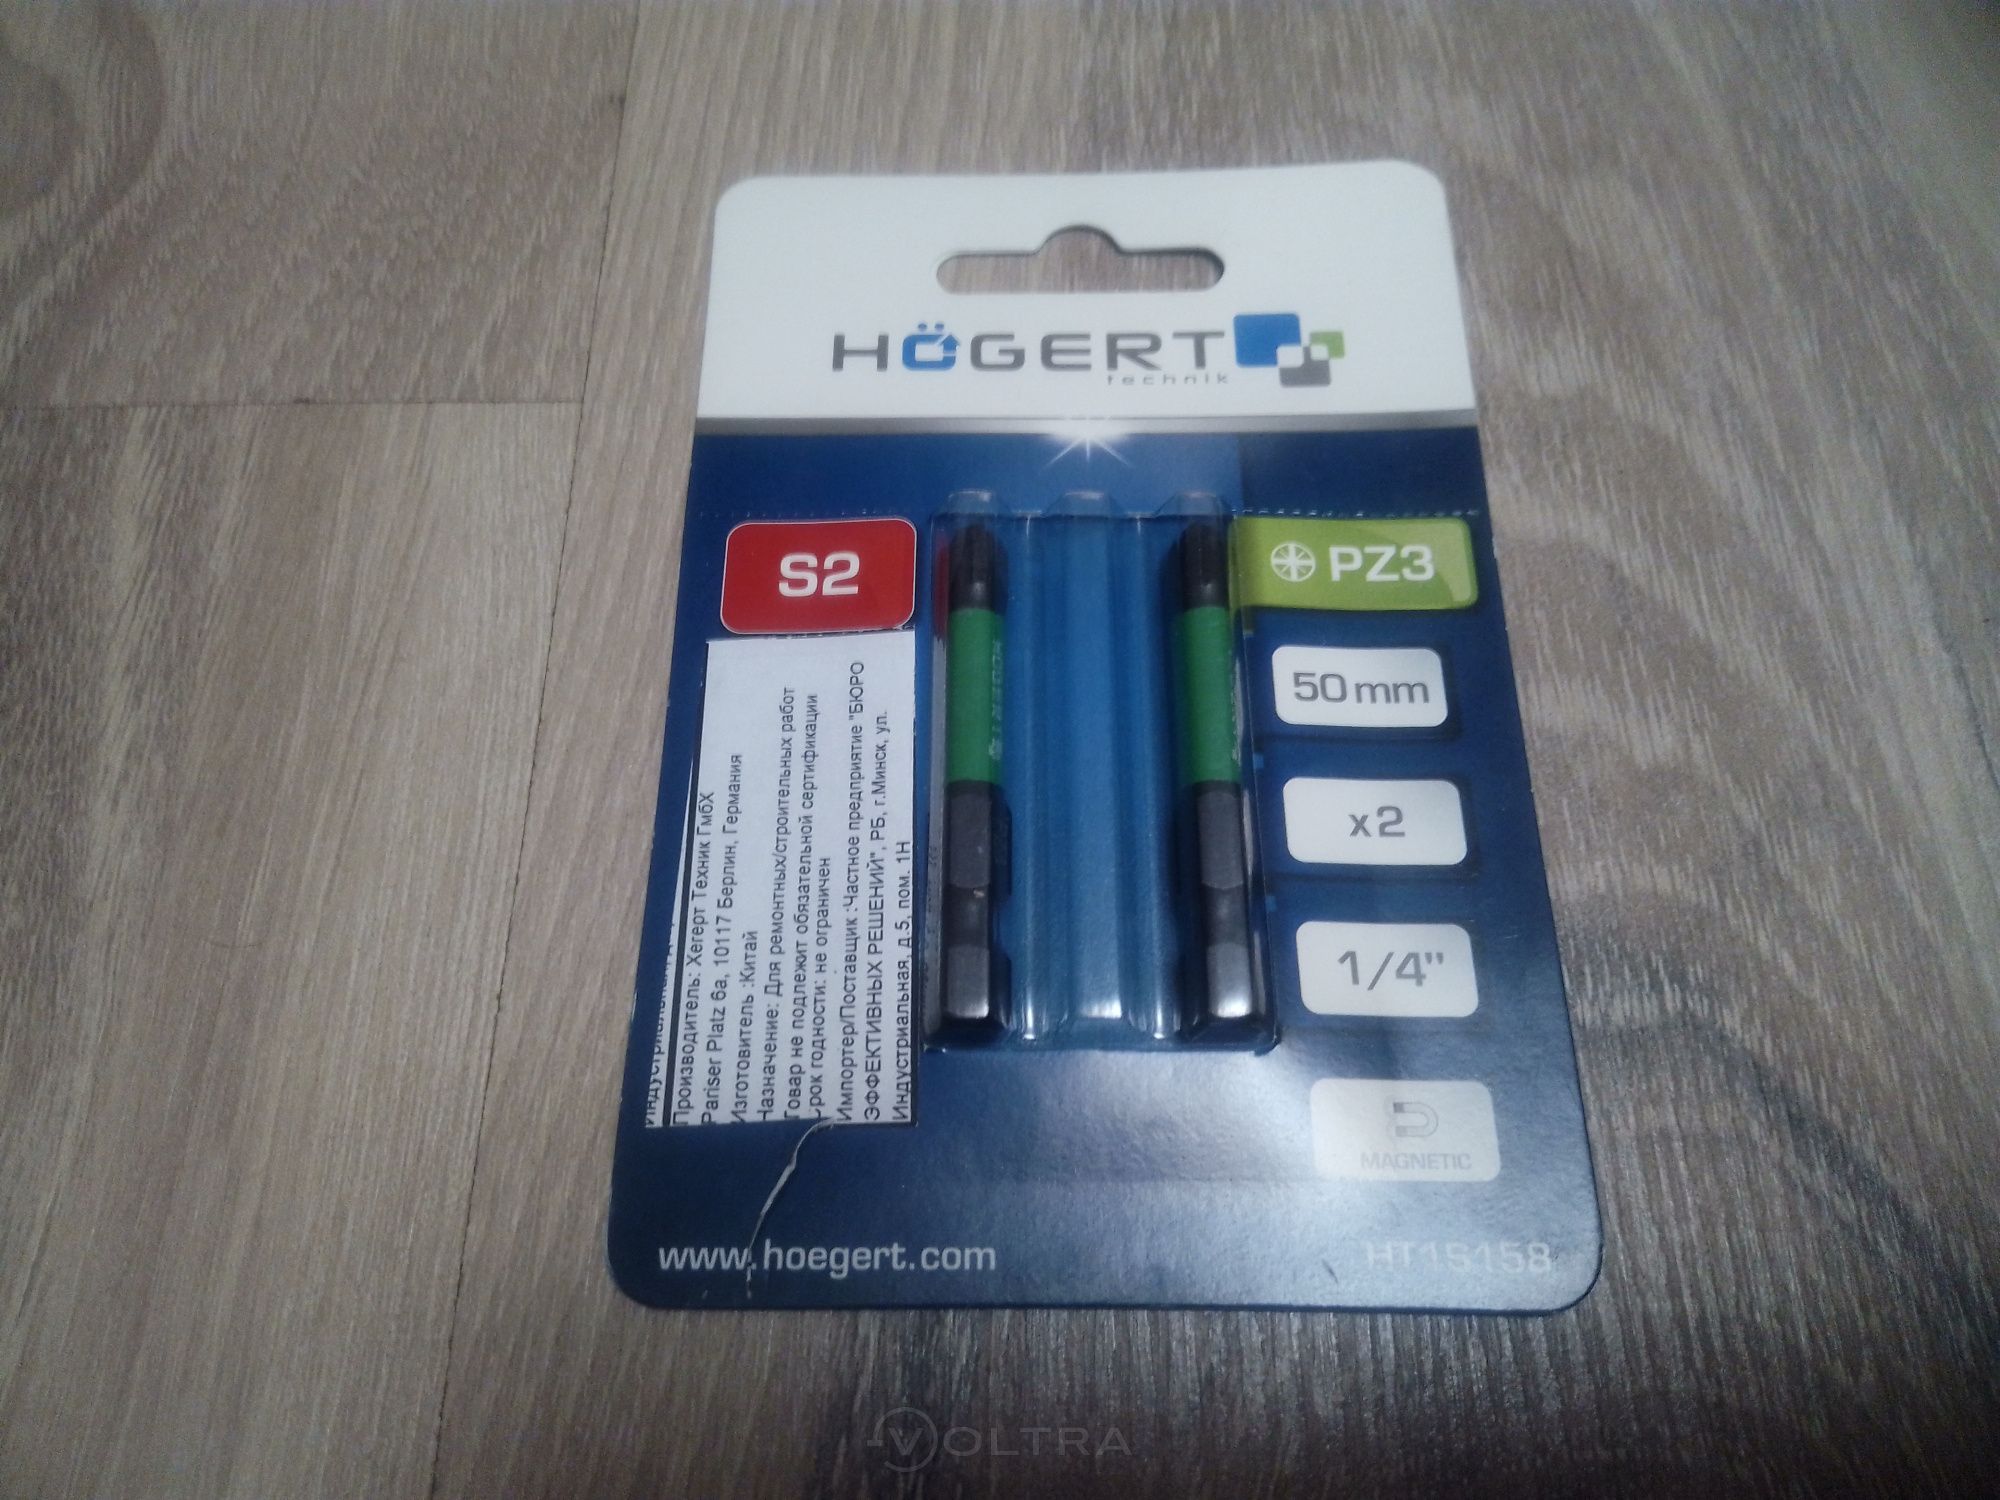 HÖGERT
technik
S2
PZ3
50 mm
x2
1/4"
MAGNETIC
Производитель: Хегерт Техник ГмбХ
Pariser Platz 6a, 10117 Берлин, Германия
Изготовитель :Китай
Назначение: Для ремонтных/строительных работ
Товар не подлежит обязательной сертификации
Срок годности: не ограничен
Импортер/Поставщик :Частное предприятие "БЮРО
ЭФФЕКТИВНЫХ РЕШЕНИЙ", РБ, г.Минск, ул.
Индустриальная, д.5, пом. 1Н
www.hoegert.com
HT1S158
VOLTRA